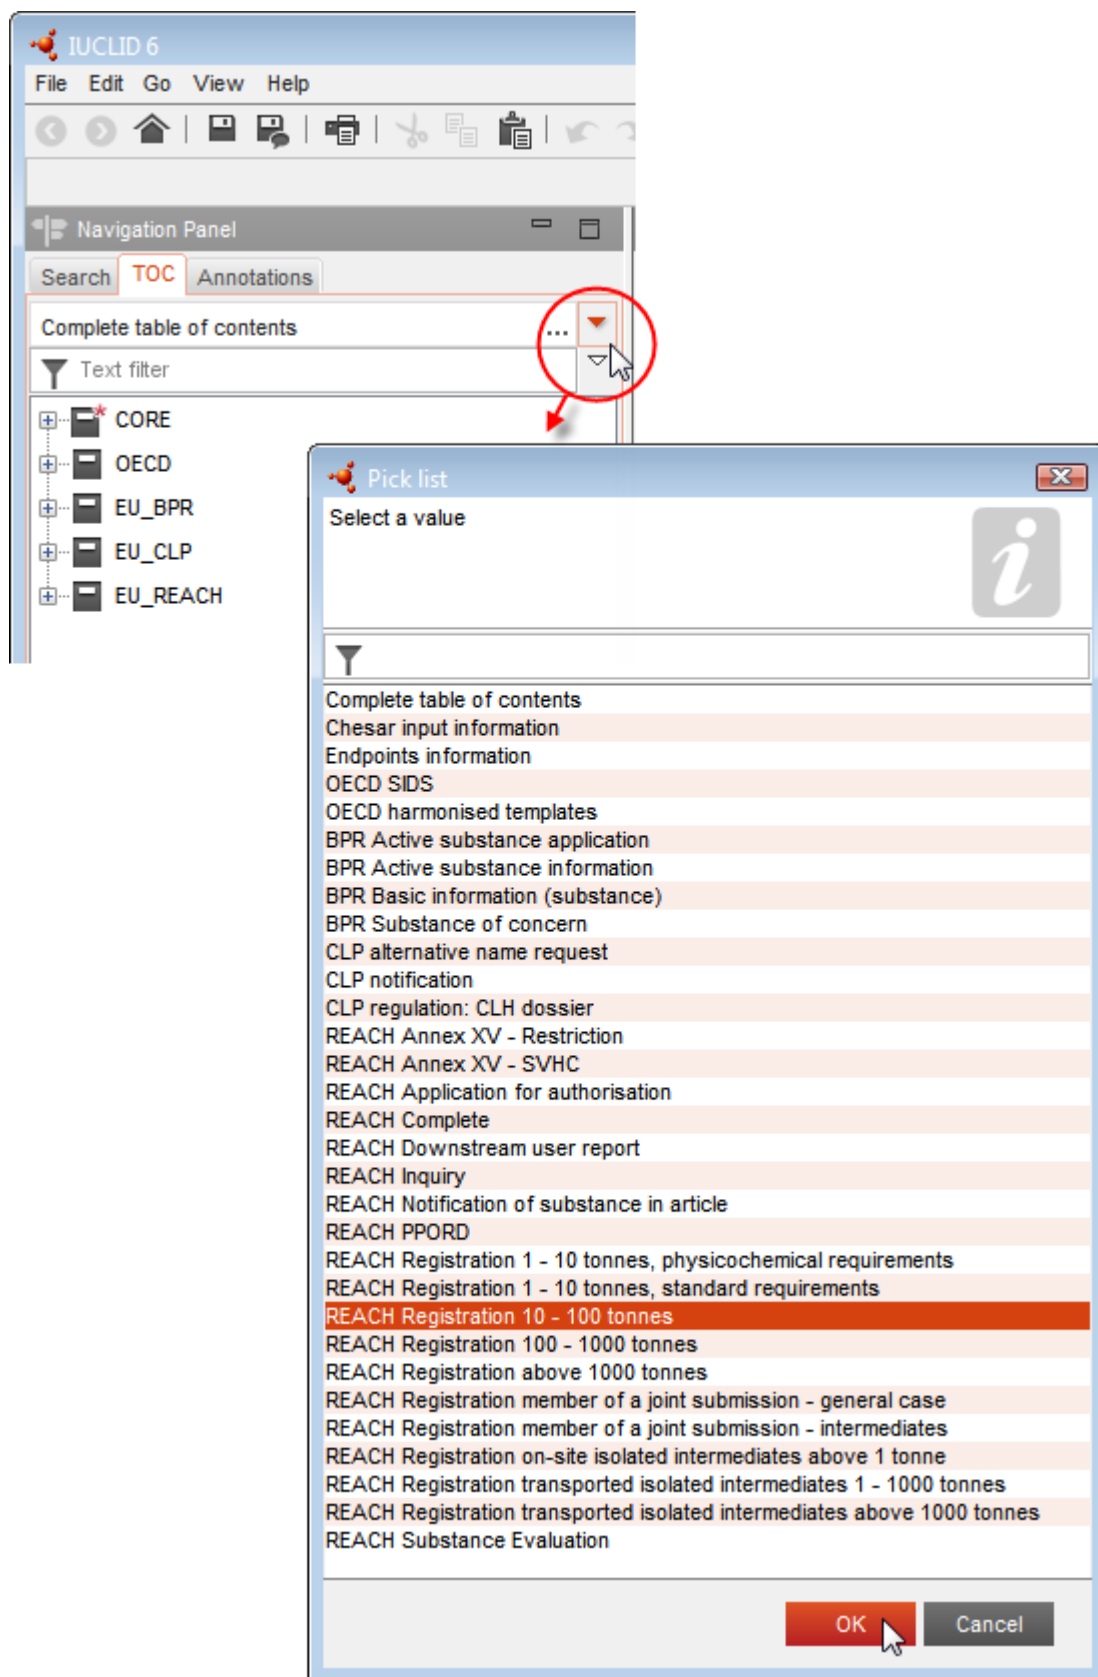 IUCLID 6
File Edit Go View Help
Navigation Panel
Search TOC Annotations
Complete table of contents ...
Text filter
CORE
OECD
EU_BPR
EU_CLP
EU_REACH
Pick list
Select a value
Complete table of contents
Chesar input information
Endpoints information
OECD SIDS
OECD harmonised templates
BPR Active substance application
BPR Active substance information
BPR Basic information (substance)
BPR Substance of concern
CLP alternative name request
CLP notification
CLP regulation: CLH dossier
REACH Annex XV - Restriction
REACH Annex XV - SVHC
REACH Application for authorisation
REACH Complete
REACH Downstream user report
REACH Inquiry
REACH Notification of substance in article
REACH PPORD
REACH Registration 1 - 10 tonnes, physicochemical requirements
REACH Registration 1 - 10 tonnes, standard requirements
REACH Registration 10 - 100 tonnes
REACH Registration 100 - 1000 tonnes
REACH Registration above 1000 tonnes
REACH Registration member of a joint submission - general case
REACH Registration member of a joint submission - intermediates
REACH Registration on-site isolated intermediates above 1 tonne
REACH Registration transported isolated intermediates 1 - 1000 tonnes
REACH Registration transported isolated intermediates above 1000 tonnes
REACH Substance Evaluation
OK Cancel